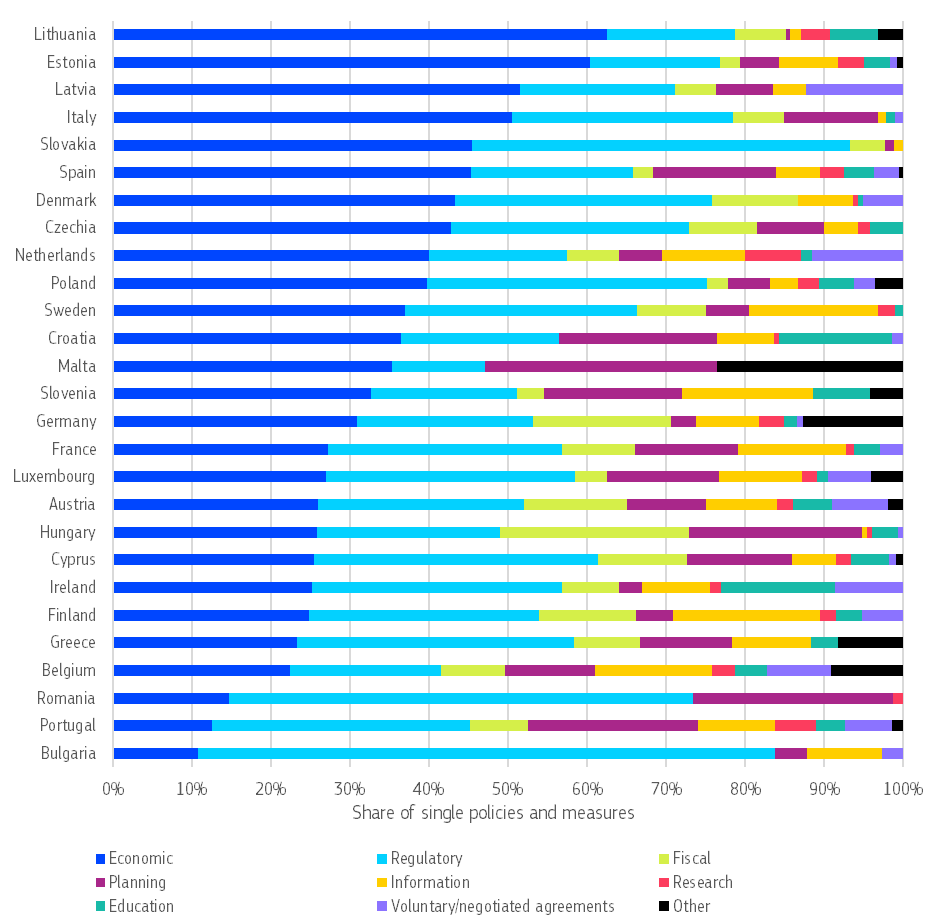 Lithuania
Estonia
Latvia
Italy
Slovakia
Spain
Denmark
Czechia
Netherlands
Poland
Sweden
Croatia
Malta
Slovenia
Germany
France
Luxembourg
Austria
Hungary
Cyprus
Ireland
Finland
Greece
Belgium
Romania
Portugal
Bulgaria
0% 10% 20% 30% 40% 50% 60% 70% 80% 90% 100%
Share of single policies and measures
Economic Regulatory Fiscal
Planning Information Research
Education Voluntary/negotiated agreements Other